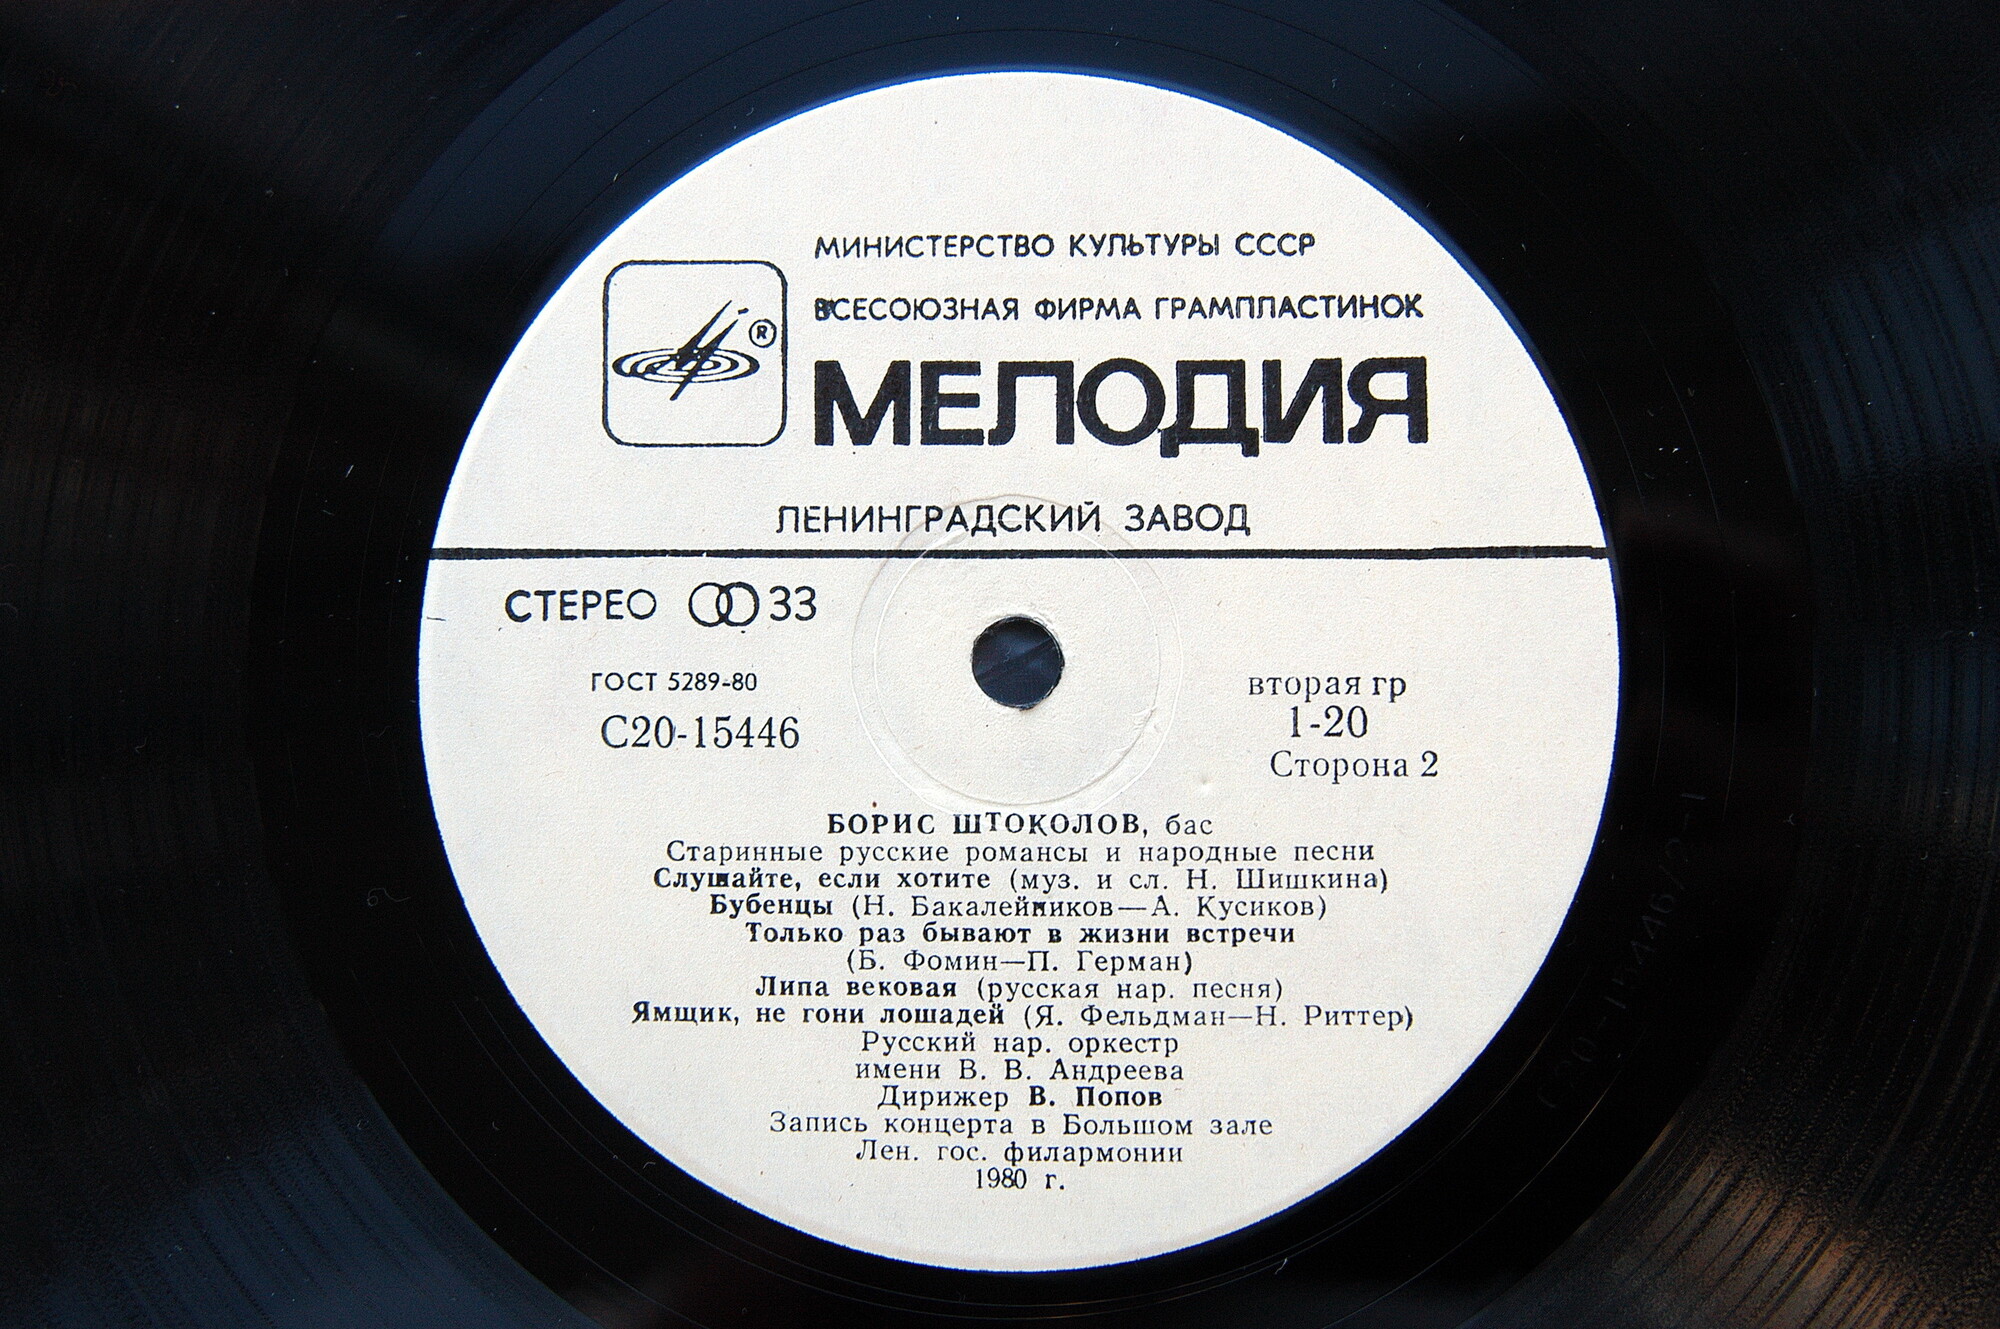 МИНИСТЕРСТВО КУЛЬТУРЫ СССР
ВСЕСОЮЗНАЯ ФИРМА ГРАМПЛАСТИНОК
®
МЕЛОДИЯ
ЛЕНИНГРАДСКИЙ ЗАВОД
СТЕРЕО 33
ГОСТ 5289-80
С20-15446
вторая гр
1-20
Сторона 2
БОРИС ШТОКОЛОВ, бас
Старинные русские романсы и народные песни
Слушайте, если хотите (муз. и сл. Н. Шишкина)
Бубенцы (Н. Бакалейников—А. Кусиков)
Только раз бывают в жизни встречи
(Б. Фомин—П. Герман)
Липа вековая (русская нар. песня)
Ямщик, не гони лошадей (Я. Фельдман—Н. Риттер)
Русский нар. оркестр
имени В. В. Андреева
Дирижер В. Попов
Запись концерта в Большом зале
Лен. гос. филармонии
1980 г.